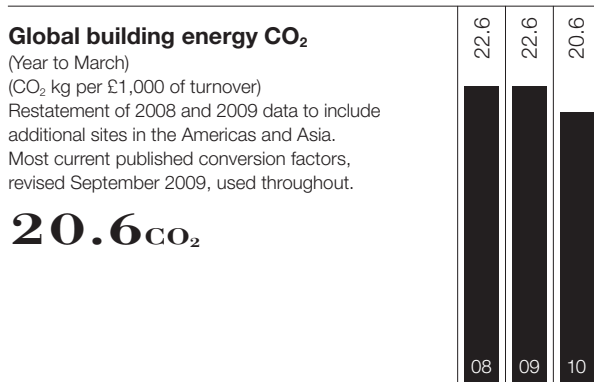 Global building energy CO₂
(Year to March)
(CO₂ kg per £1,000 of turnover)
Restatement of 2008 and 2009 data to include
additional sites in the Americas and Asia.
Most current published conversion factors,
revised September 2009, used throughout.
20.6CO₂
22.6
22.6
20.6
08
09
10